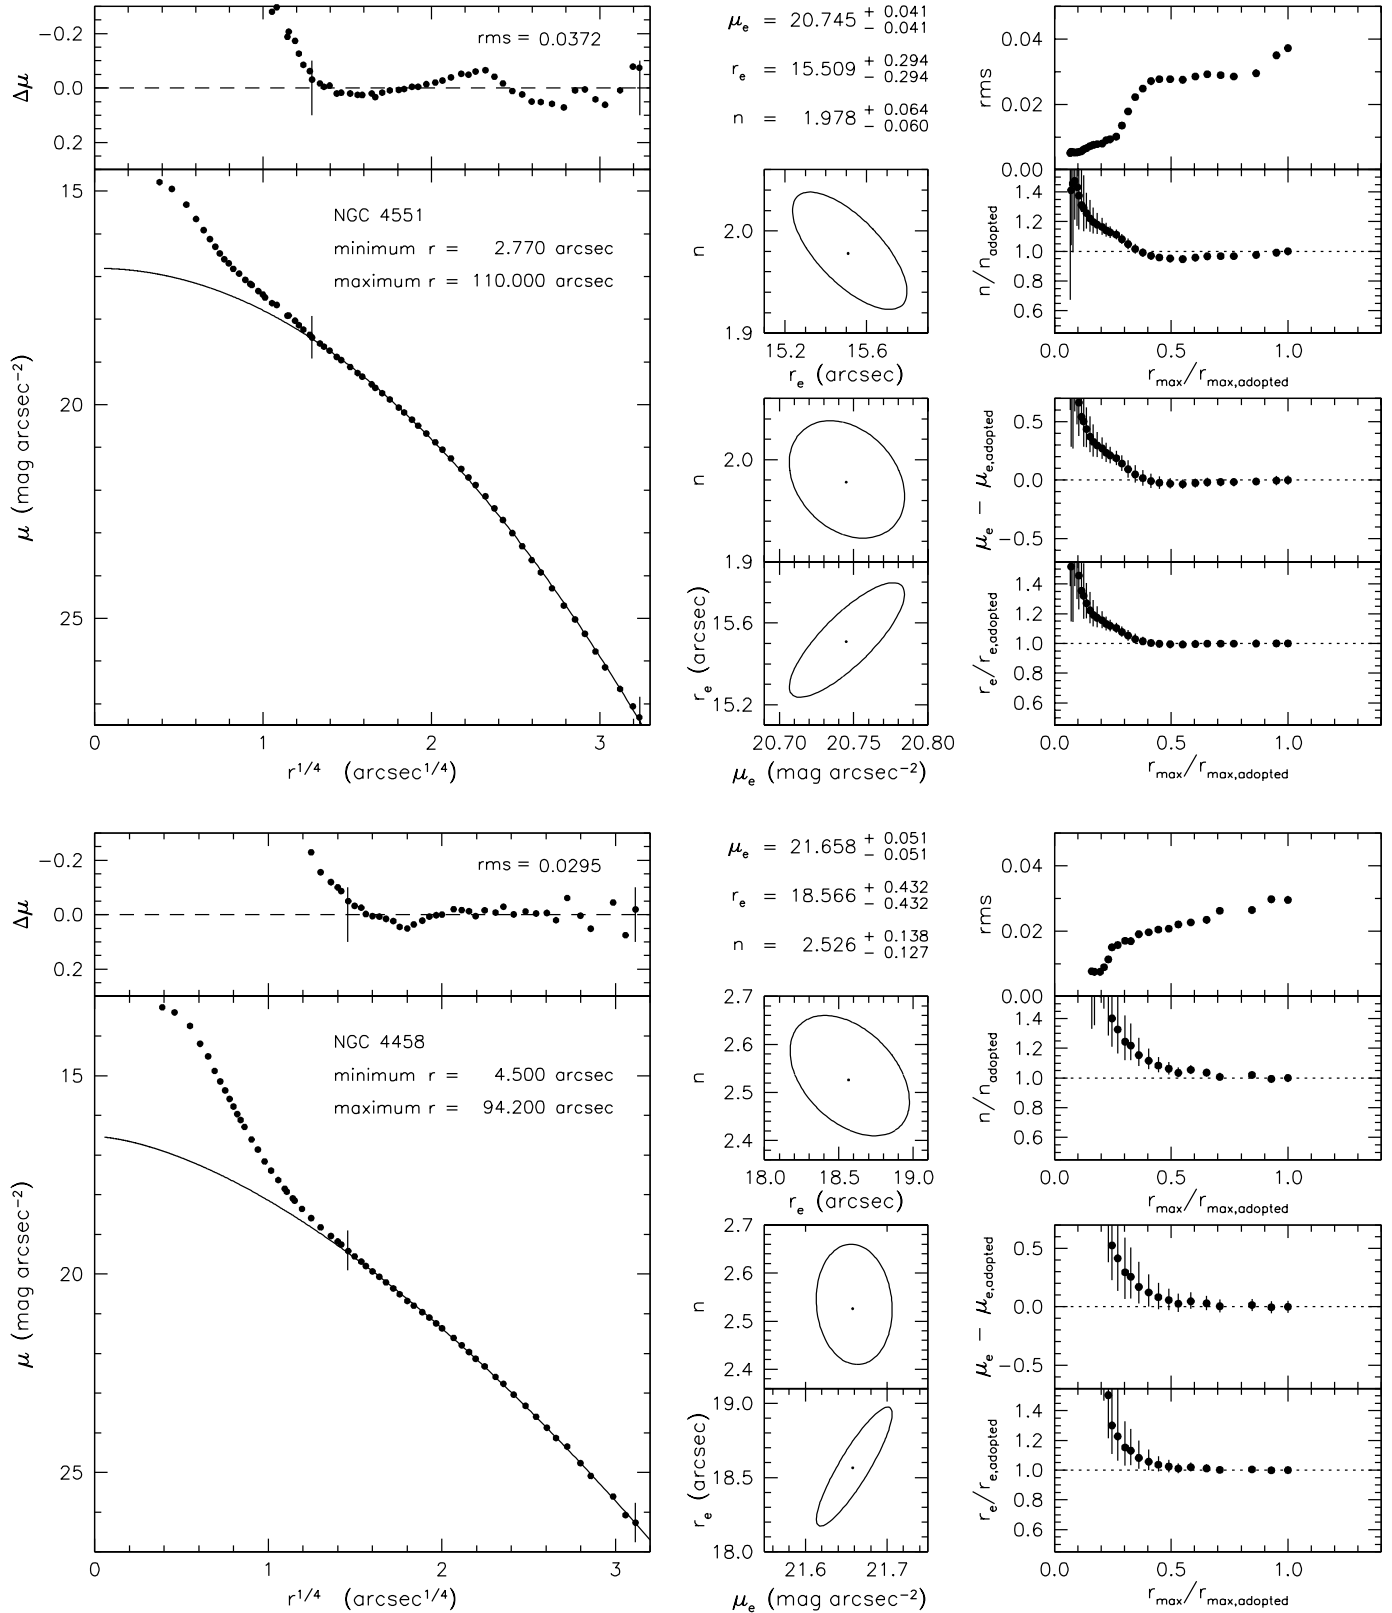 rms = 0.0372
−0.2
0.0
0.2
Δμ
NGC 4551
minimum r = 2.770 arcsec
maximum r = 110.000 arcsec
15
20
25
μ (mag arcsec−2)
0 1 2 3
r1/4 (arcsec1/4)
μe = 20.745 + 0.041 − 0.041
re = 15.509 + 0.294 − 0.294
n = 1.978 + 0.064 − 0.060
2.0
1.9
n
15.2 15.6
re (arcsec)
2.0
1.9
n
15.6
15.2
re (arcsec)
20.70 20.75 20.80
μe (mag arcsec−2)
0.04
0.02
0.00
rms
1.4
1.2
1.0
0.8
0.6
n/nadopted
0.0 0.5 1.0
rmax/rmax,adopted
0.5
0.0
−0.5
μe − μe,adopted
1.4
1.2
1.0
0.8
0.6
re/re,adopted
0.0 0.5 1.0
rmax/rmax,adopted
rms = 0.0295
−0.2
0.0
0.2
Δμ
NGC 4458
minimum r = 4.500 arcsec
maximum r = 94.200 arcsec
15
20
25
μ (mag arcsec−2)
0 1 2 3
r1/4 (arcsec1/4)
μe = 21.658 + 0.051 − 0.051
re = 18.566 + 0.432 − 0.432
n = 2.526 + 0.138 − 0.127
2.7
2.6
2.5
2.4
n
18.0 18.5 19.0
re (arcsec)
2.7
2.6
2.5
2.4
n
19.0
18.5
18.0
re (arcsec)
21.6 21.7
μe (mag arcsec−2)
0.04
0.02
0.00
rms
1.4
1.2
1.0
0.8
0.6
n/nadopted
0.0 0.5 1.0
rmax/rmax,adopted
0.5
0.0
−0.5
μe − μe,adopted
1.4
1.2
1.0
0.8
0.6
re/re,adopted
0.0 0.5 1.0
rmax/rmax,adopted